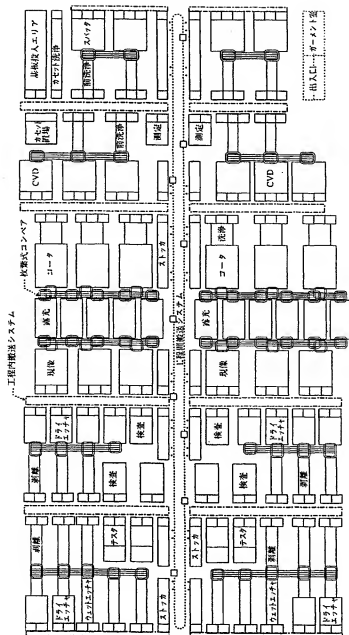 基板投入エリア
カセット洗浄
スパッタ
前洗浄
カセット置場
前洗浄
測定
CVD
枚葉式コンベア
ストッカ
コータ
露光
現像
工程内搬送システム
ドライエッチャ
検査
剥離
検査
剥離
テスタ
ドライエッチャ
ウェットエッチャ
ストッカ
工程間搬送システム
出入口
ガーメント室
測定
CVD
洗浄
コータ
露光
現像
検査
ドライエッチャ
検査
剥離
ストッカ
テスタ
剥離
ウェットエッチャ
ドライエッチャ